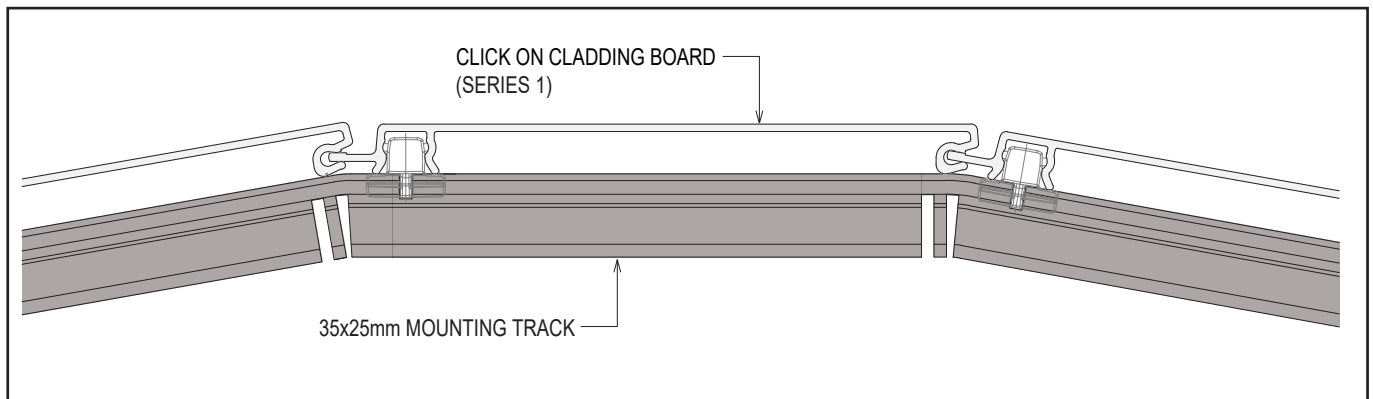 CLICK ON CLADDING BOARD
(SERIES 1)
35x25mm MOUNTING TRACK